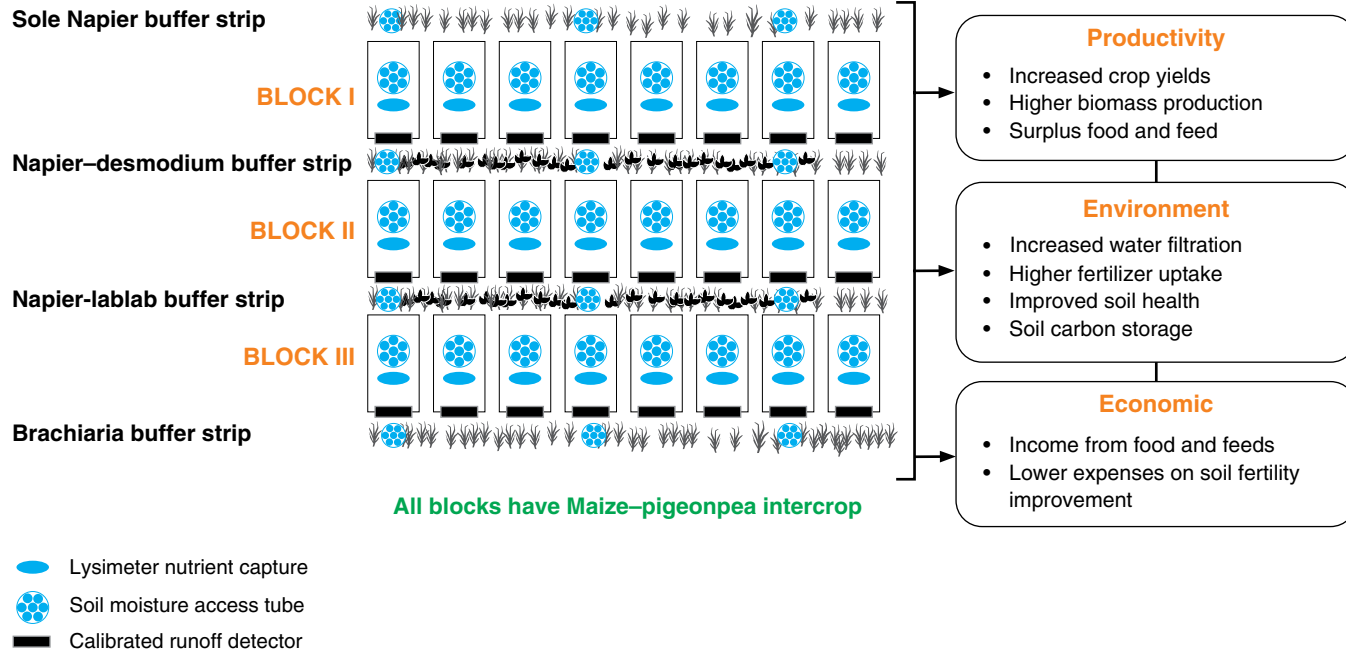 Sole Napier buffer strip
BLOCK I
Napier–desmodium buffer strip
BLOCK II
Napier-lablab buffer strip
BLOCK III
Brachiaria buffer strip
All blocks have Maize–pigeonpea intercrop
Lysimeter nutrient capture
Soil moisture access tube
Calibrated runoff detector
Productivity
• Increased crop yields
• Higher biomass production
• Surplus food and feed
Environment
• Increased water filtration
• Higher fertilizer uptake
• Improved soil health
• Soil carbon storage
Economic
• Income from food and feeds
• Lower expenses on soil fertility
improvement